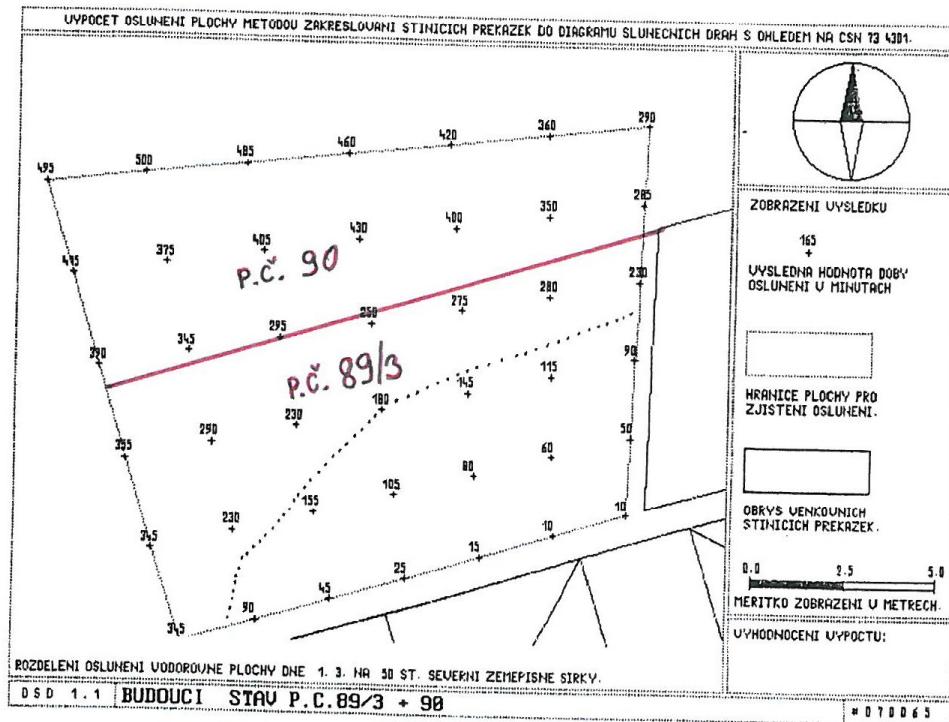 VYPOCET OSLUNENI PLOCHY METODOU ZAKRESLOVANI STINICICH PREKAZEK DO DIAGRAMU SLUNECNICH DRAH S OHLEDEM NA CSN 73 4301.
495 500 485 460 420 360 290
375 405 430 400 350 285
P.Č. 90
390 345 295 250 275 280 230
P.Č. 89/3
355 290 230 180 145 115 90
345 230 155 105 80 60 50
345 90 45 25 15 10 10
ZOBRAZENI VYSLEDKU
165
VYSLEDNA HODNOTA DOBY
OSLUNENI V MINUTACH
HRANICE PLOCHY PRO
ZJISTENI OSLUNENI.
OBRYS VENKOVNICH
STINICICH PREKAZEK.
0.0 2.5 5.0
MERITKO ZOBRAZENI V METRECH.
VYHODNOCENI VYPOCTU:
ROZDELENI OSLUNENI VODOROVNE PLOCHY DNE 1. 3. NA 50 ST. SEVERNI ZEMEPISNE SIRKY.
DSD 1.1 BUDOUCI STAV P.C.89/3 + 90
#070065